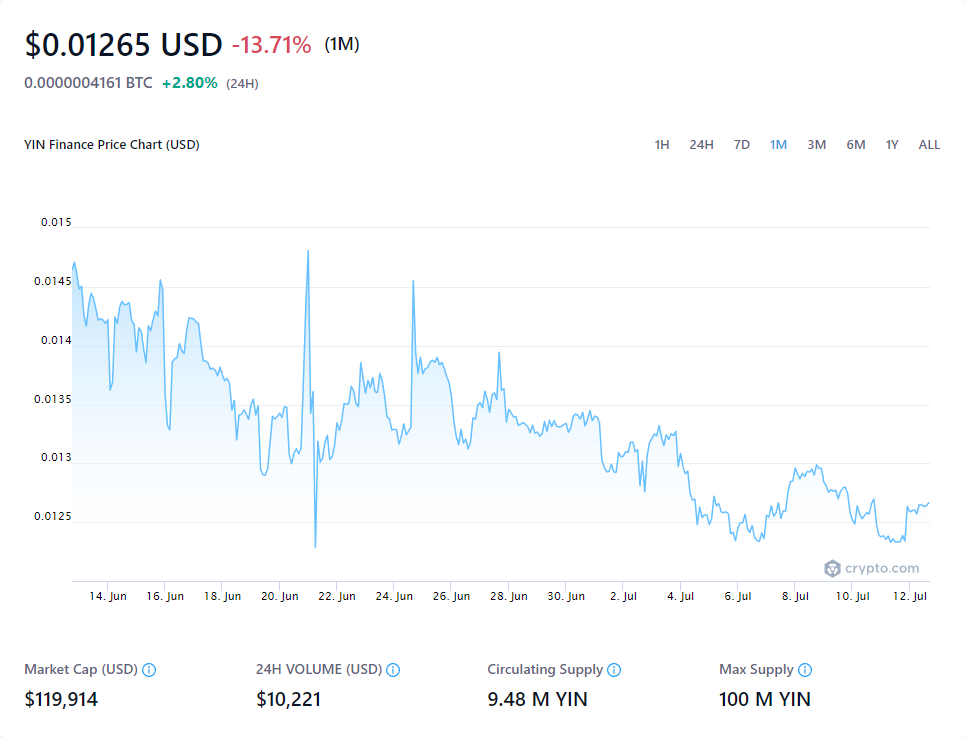 $0.01265 USD -13.71% (1M)
0.0000004161 BTC +2.80% (24H)
YIN Finance Price Chart (USD) 1H 24H 7D 1M 3M 6M 1Y ALL
0.015
0.0145
0.014
0.0135
0.013
0.0125
crypto.com
14. Jun 16. Jun 18. Jun 20. Jun 22. Jun 24. Jun 26. Jun 28. Jun 30. Jun 2. Jul 4. Jul 6. Jul 8. Jul 10. Jul 12. Jul
Market Cap (USD) 24H VOLUME (USD) Circulating Supply Max Supply
$119,914 $10,221 9.48 M YIN 100 M YIN